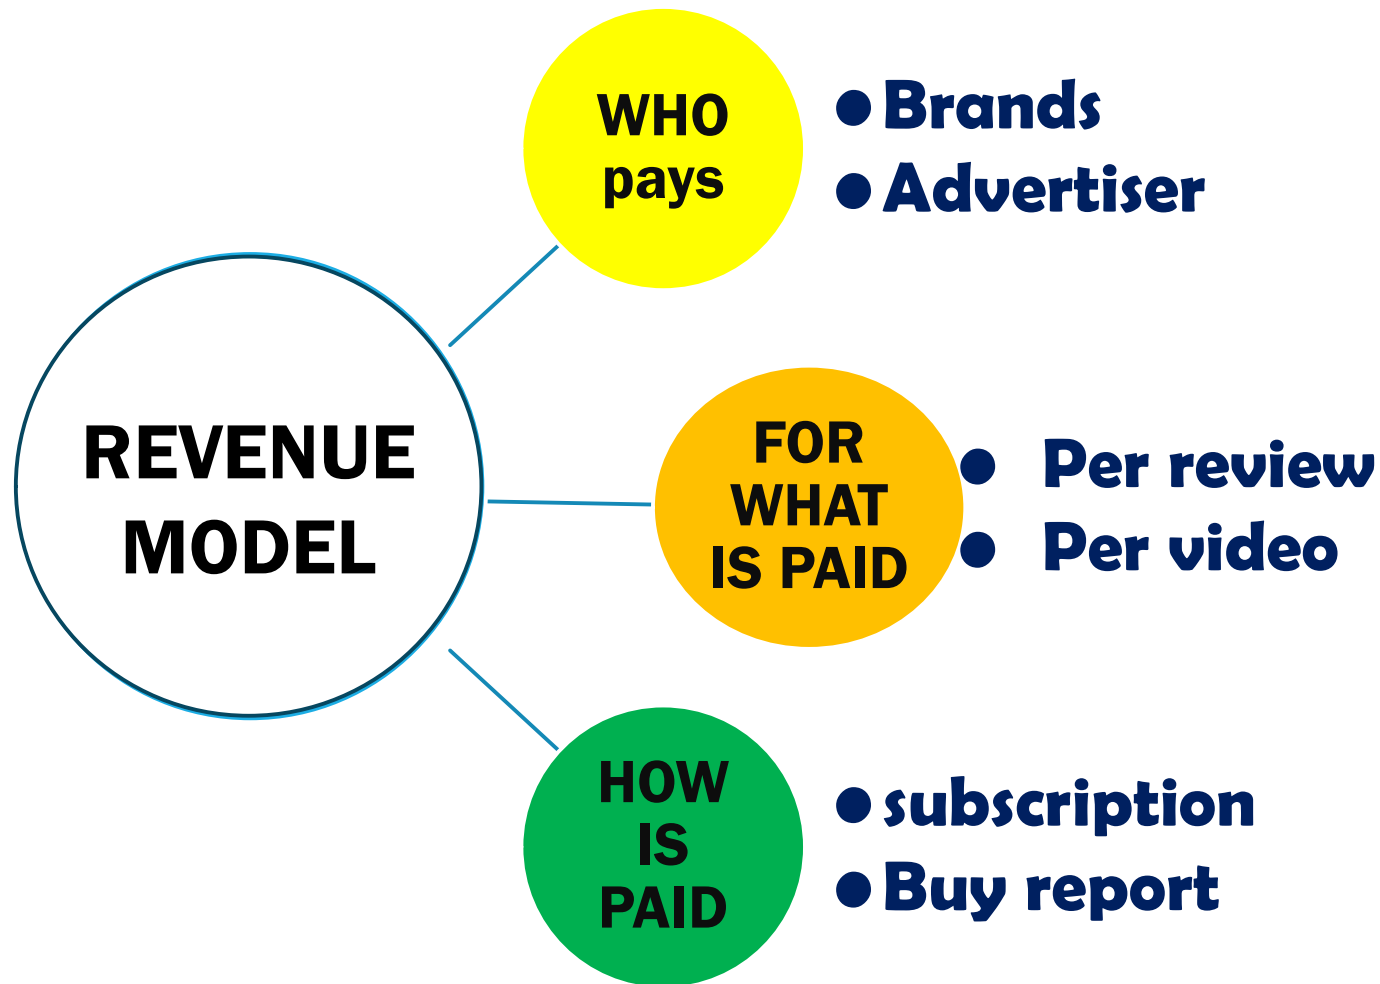 REVENUE
MODEL
WHO
pays
● Brands
● Advertiser
FOR
WHAT
IS PAID
● Per review
● Per video
HOW
IS
PAID
● subscription
● Buy report